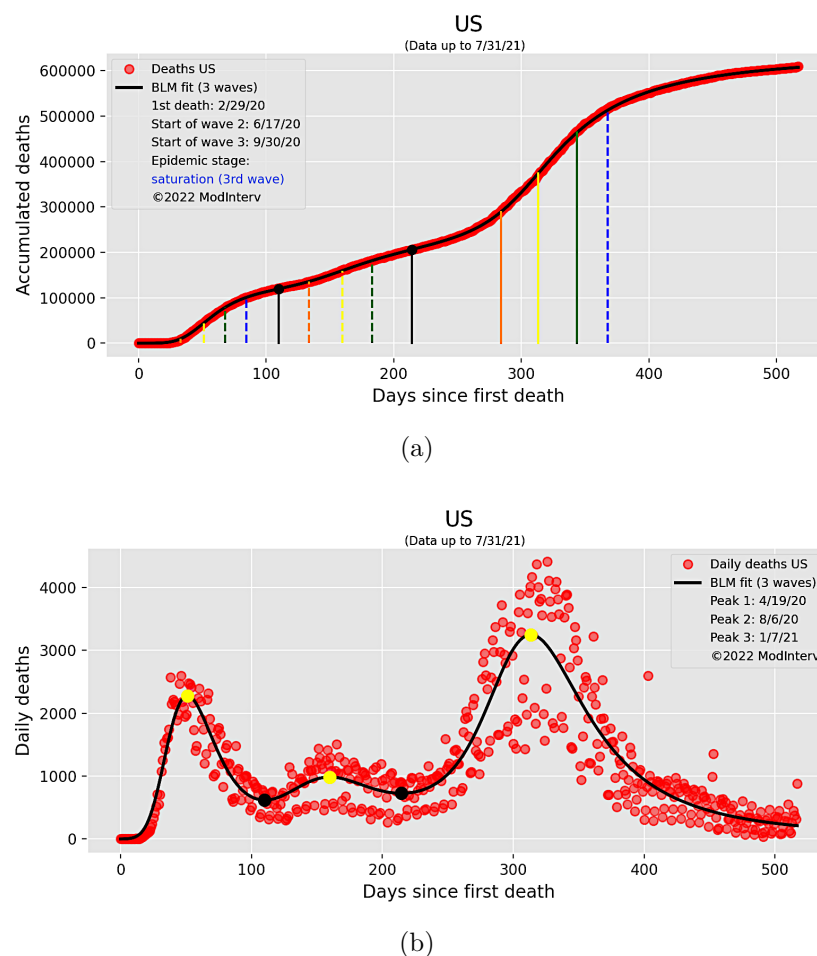 US
(Data up to 7/31/21)
Accumulated deaths
600000
500000
400000
300000
200000
100000
0
Deaths US
BLM fit (3 waves)
1st death: 2/29/20
Start of wave 2: 6/17/20
Start of wave 3: 9/30/20
Epidemic stage:
saturation (3rd wave)
©2022 ModInterv
0 100 200 300 400 500
Days since first death
(a)
US
(Data up to 7/31/21)
Daily deaths
4000
3000
2000
1000
0
Daily deaths US
BLM fit (3 waves)
Peak 1: 4/19/20
Peak 2: 8/6/20
Peak 3: 1/7/21
©2022 ModInterv
0 100 200 300 400 500
Days since first death
(b)